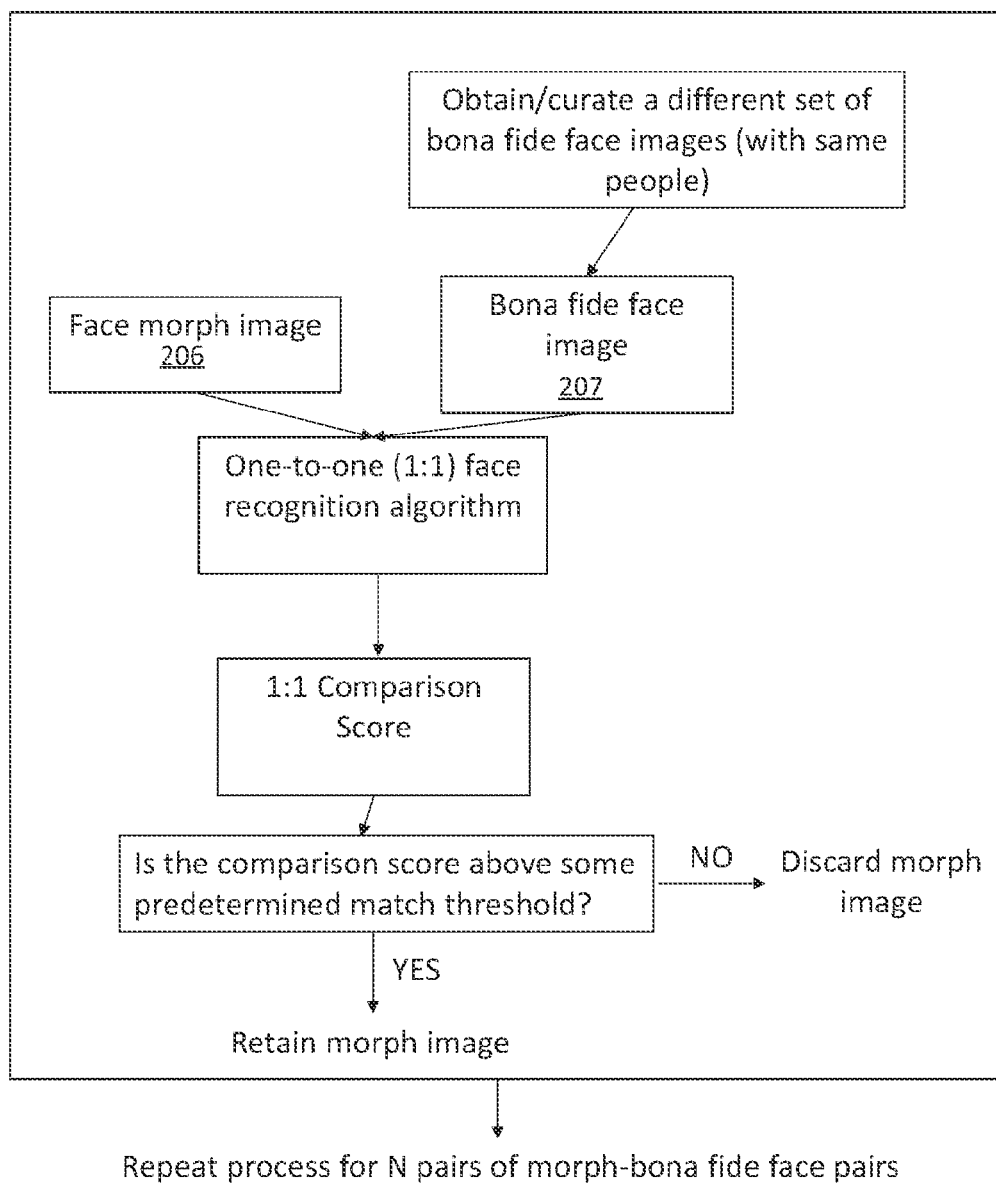 Obtain/curate a different set of
bona fide face images (with same
people)
Face morph image
206
Bona fide face
image
207
One-to-one (1:1) face
recognition algorithm
1:1 Comparison
Score
Is the comparison score above some
predetermined match threshold?
NO
Discard morph
image
YES
Retain morph image
Repeat process for N pairs of morph-bona fide face pairs